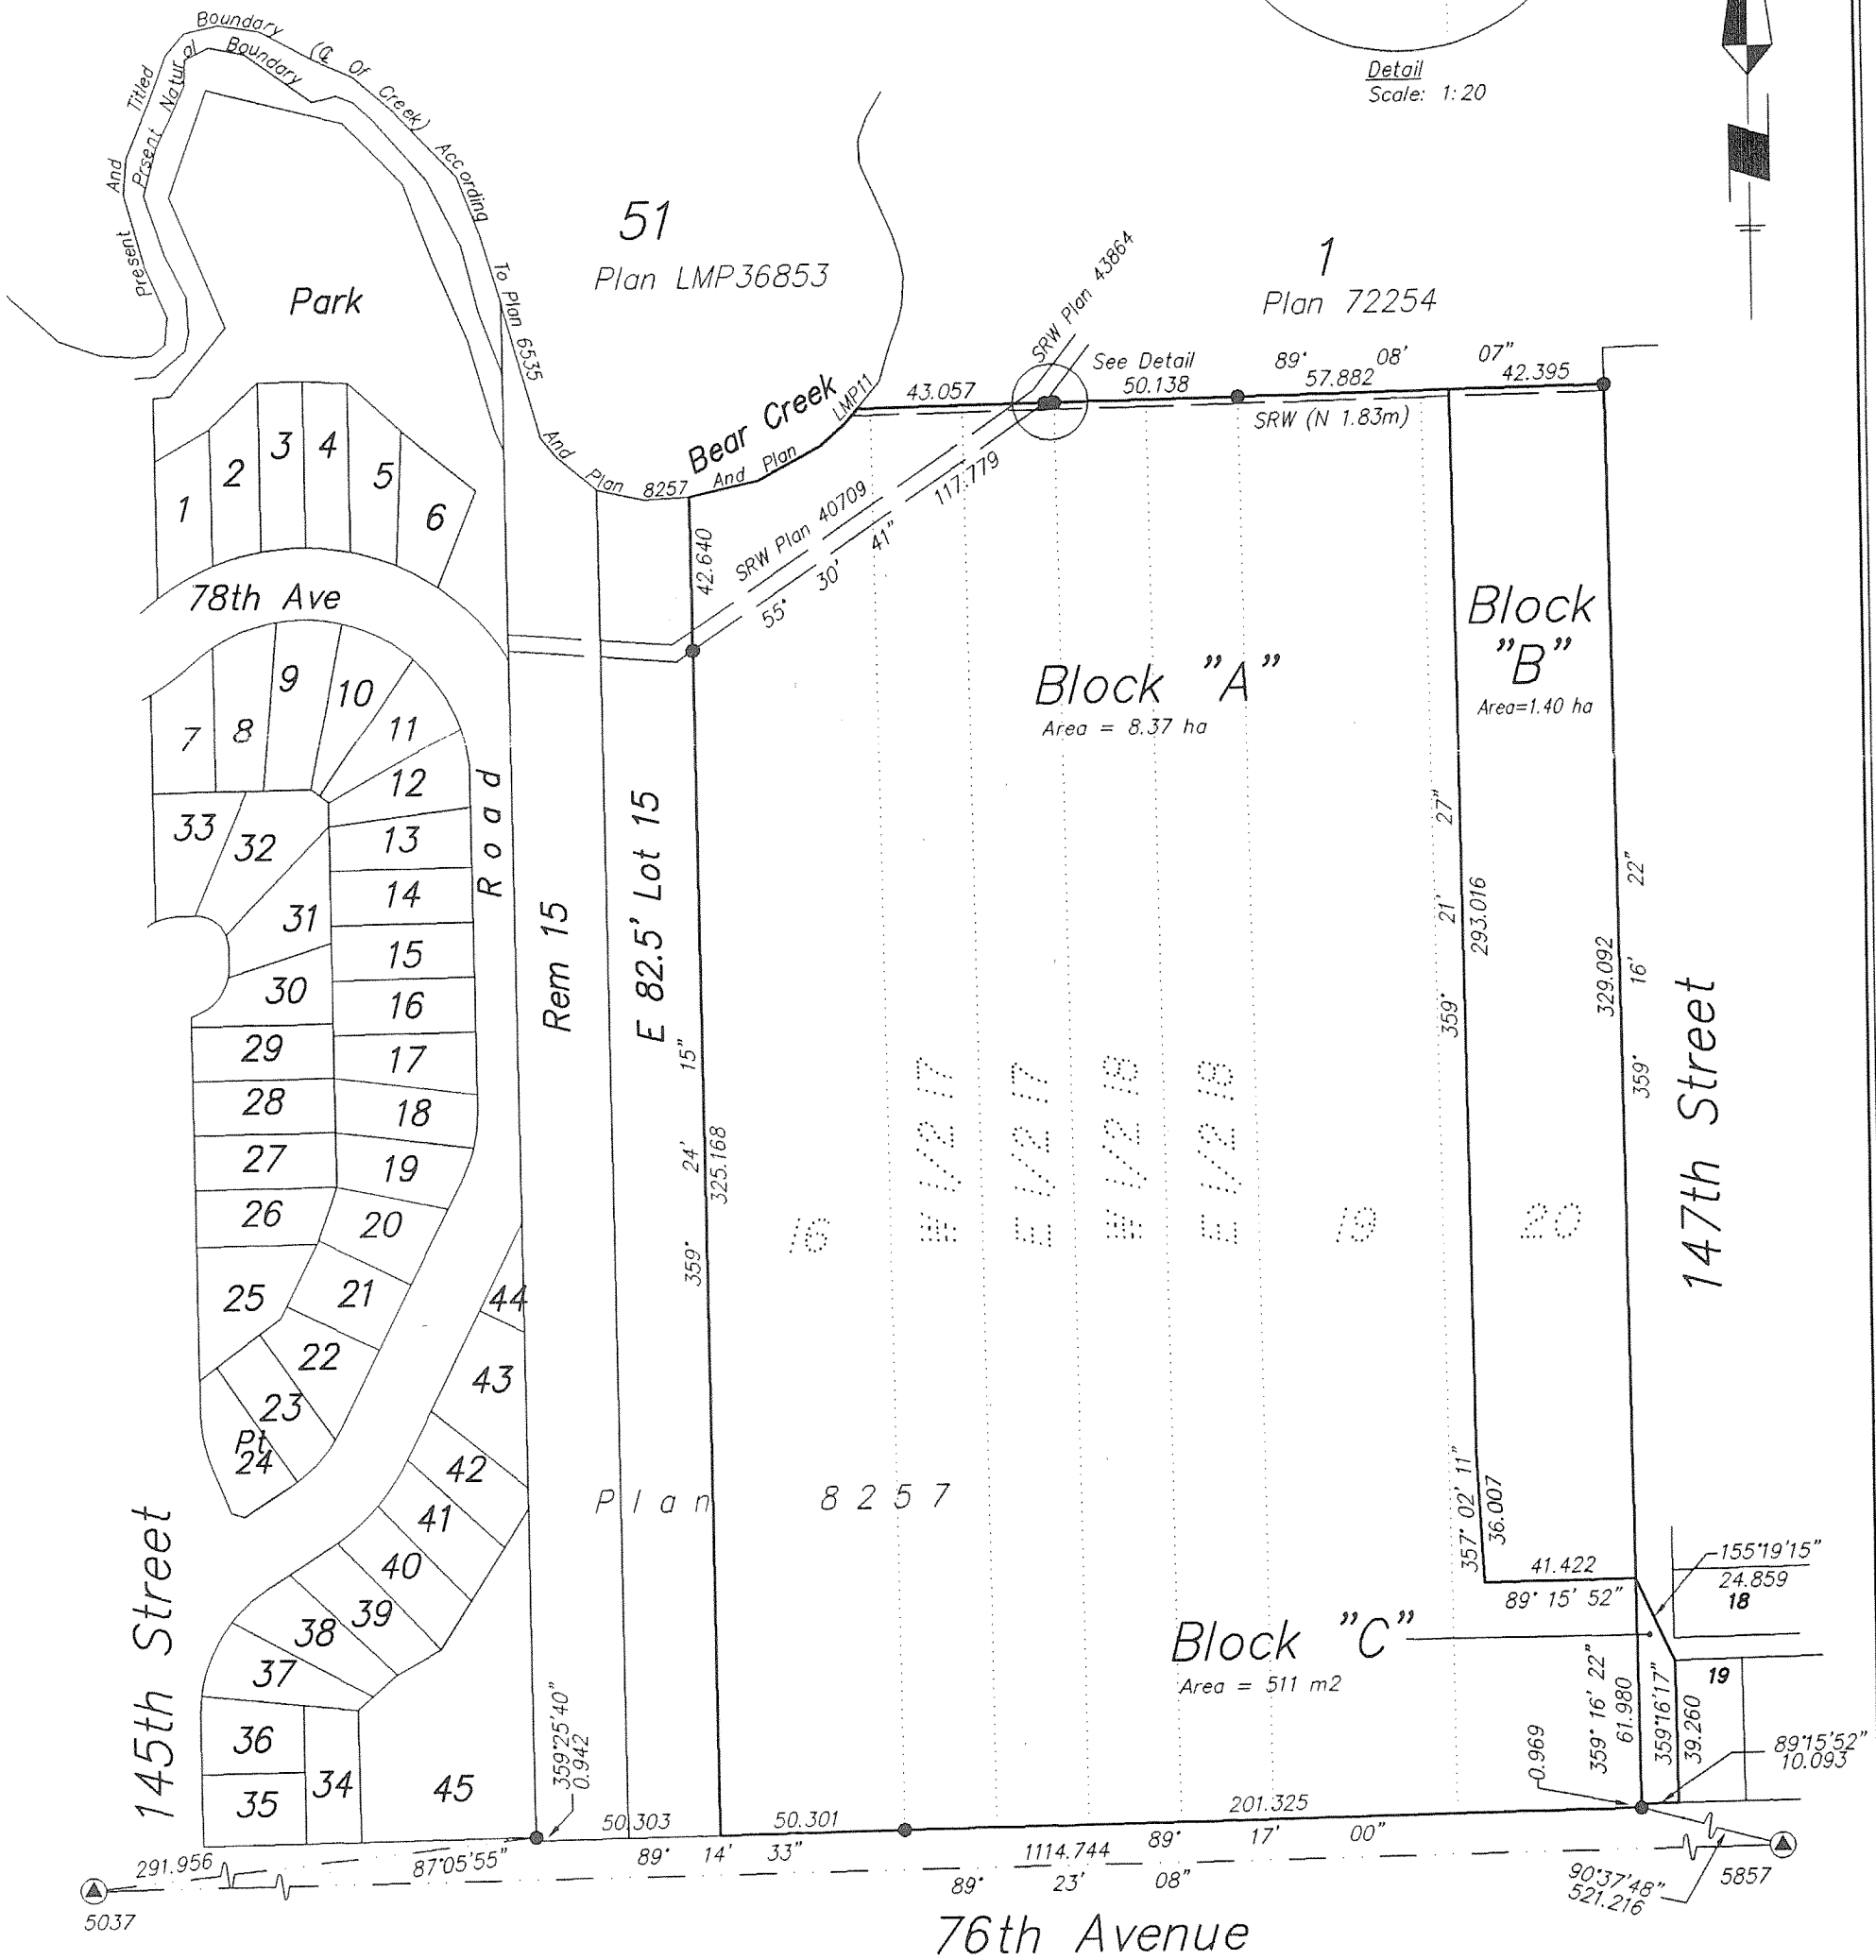 Detail
Scale: 1:20
Present And Titled Boundary (℄ Of Creek) According To Plan 6535 And Plan 8257 And Plan LMP11
Prsent Natural Boundary
Park
51
Plan LMP36853
1
Plan 72254
SRW Plan 43864
See Detail
89° 08' 07"
43.057
50.138
57.882
42.395
SRW (N 1.83m)
Bear Creek
SRW Plan 40709
117.779
55° 30' 41"
42.640
1
2
3
4
5
6
78th Ave
7
8
9
10
11
12
13
14
15
16
17
18
19
20
21
22
23
Pt
24
25
26
27
28
29
30
31
32
33
Road
Rem 15
E 82.5' Lot 15
Block "A"
Area = 8.37 ha
Block
"B"
Area=1.40 ha
359° 24' 15"
325.168
359° 21' 27"
293.016
359° 16' 22"
329.092
147th Street
16
W 1/2 17
E 1/2 17
W 1/2 18
E 1/2 18
19
20
44
43
42
41
40
39
38
37
36
35
34
45
145th Street
Plan 8257
357° 02' 11"
36.007
41.422
89° 15' 52"
155°19'15"
24.859
18
Block "C"
Area = 511 m2
359° 16' 22"
61.980
359°16'17"
39.260
19
0.969
89°15'52"
10.093
359°25'40"
0.942
50.303
50.301
201.325
89° 14' 33"
89° 17' 00"
291.956
87°05'55"
1114.744
89° 23' 08"
90°37'48"
521.216
5857
5037
76th Avenue